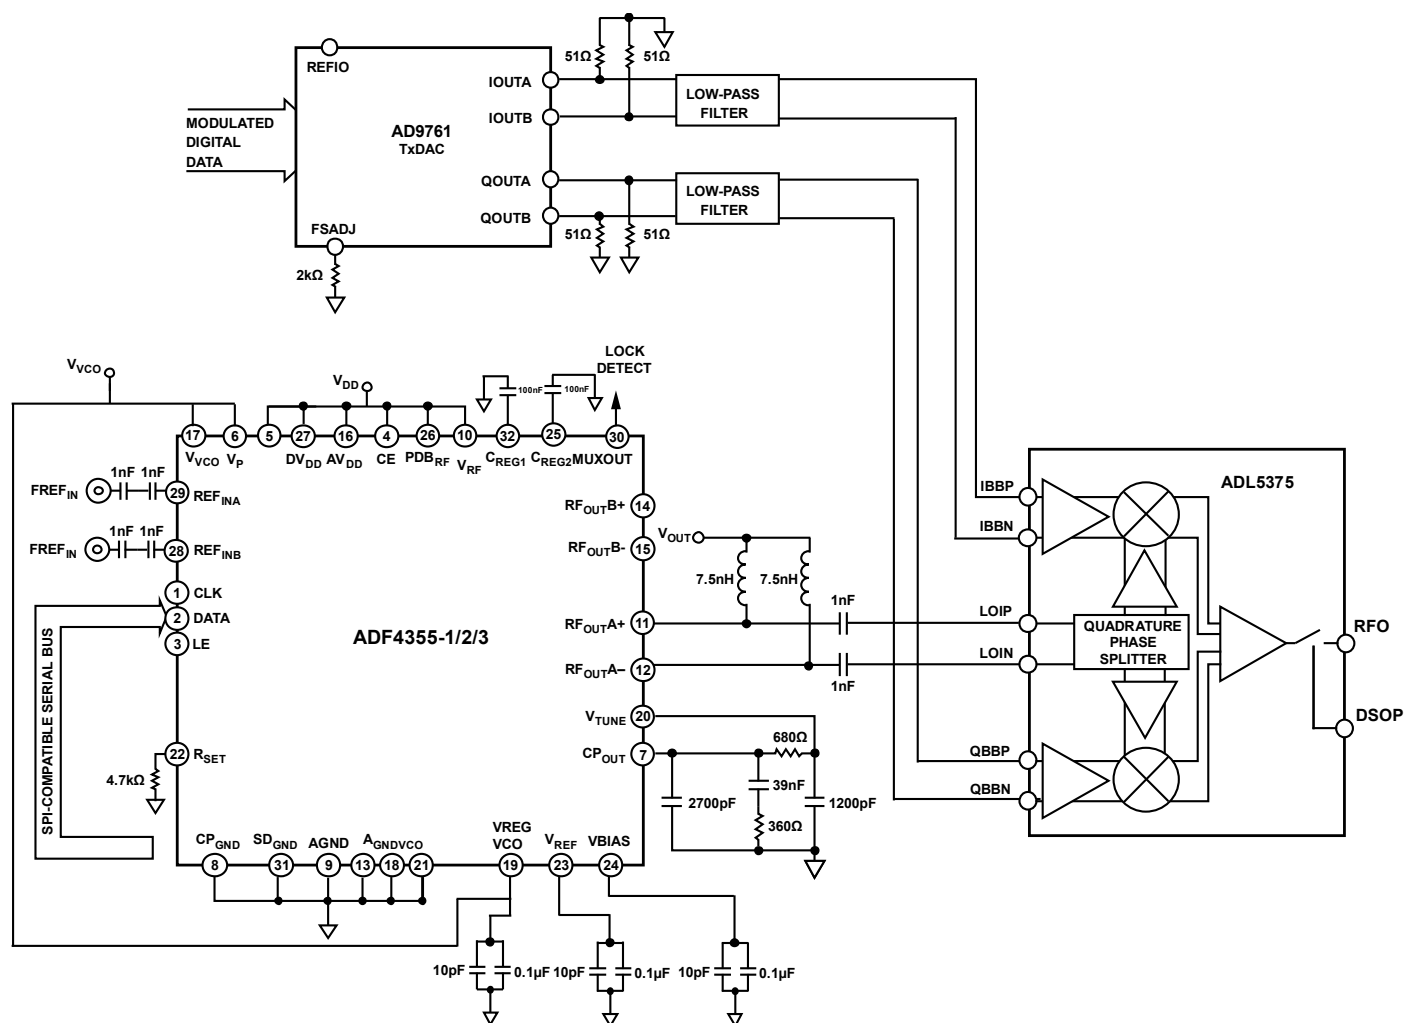 REFIO
51Ω
51Ω
IOUTA
LOW-PASS
FILTER
MODULATED
DIGITAL
DATA
AD9761
TxDAC
IOUTB
QOUTA
LOW-PASS
FILTER
QOUTB
FSADJ
51Ω
51Ω
2kΩ
VVCO
VDD
100nF
100nF
LOCK
DETECT
17
6
5
27
16
4
26
10
32
25
30
VVCO
VP
DVDD
AVDD
CE
PDBRF
VRF
CREG1
CREG2
MUXOUT
FREFIN
1nF
1nF
29
REFINA
FREFIN
1nF
1nF
28
REFINB
1
CLK
2
DATA
3
LE
SPI-COMPATIBLE SERIAL BUS
ADF4355-1/2/3
22
RSET
4.7kΩ
RFOUTB+
14
RFOUTB-
15
RFOUTA+
11
RFOUTA–
12
VTUNE
20
CPOUT
7
VOUT
7.5nH
7.5nH
1nF
1nF
680Ω
2700pF
39nF
360Ω
1200pF
CPGND
SDGND
AGND
AGNDVCO
VREG
VCO
VREF
VBIAS
8
31
9
13
18
21
19
23
24
10pF
0.1µF
10pF
0.1µF
10pF
0.1µF
ADL5375
IBBP
IBBN
LOIP
LOIN
QUADRATURE
PHASE
SPLITTER
QBBP
QBBN
RFO
DSOP